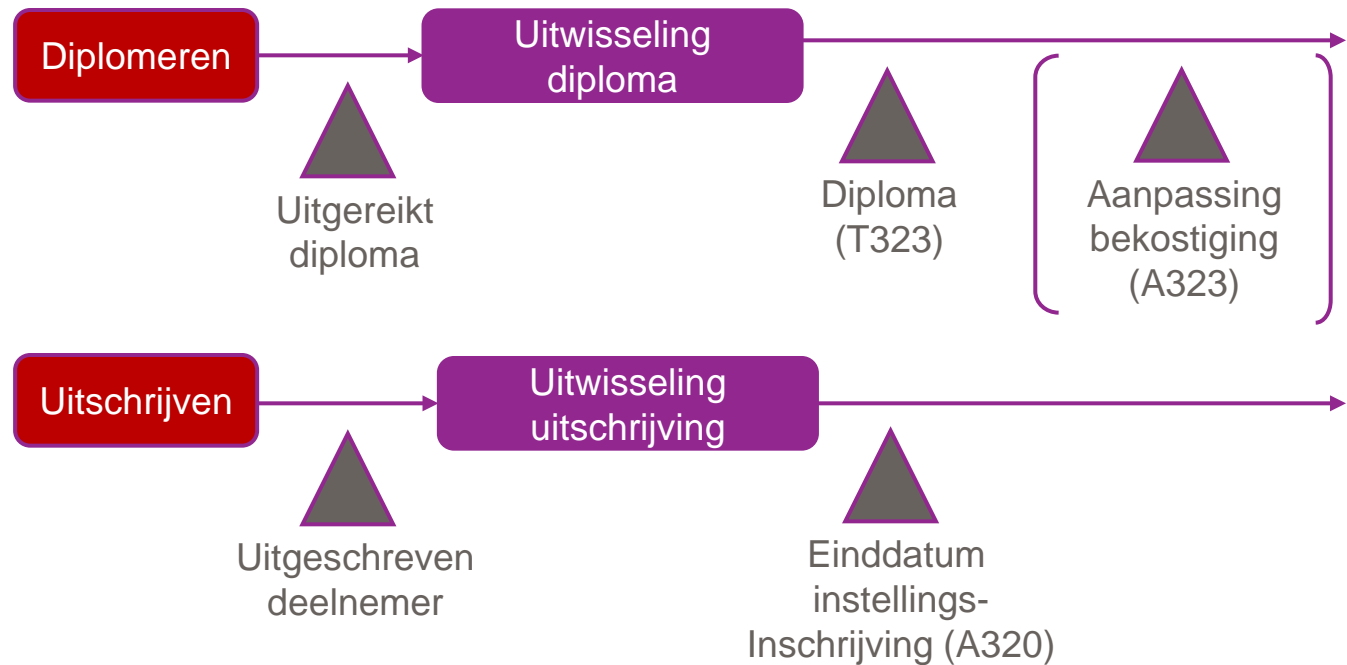 Diplomeren
Uitwisseling
diploma
Uitgereikt
diploma
Diploma
(T323)
Aanpassing
bekostiging
(A323)
Uitschrijven
Uitwisseling
uitschrijving
Uitgeschreven
deelnemer
Einddatum
instellings-
Inschrijving (A320)